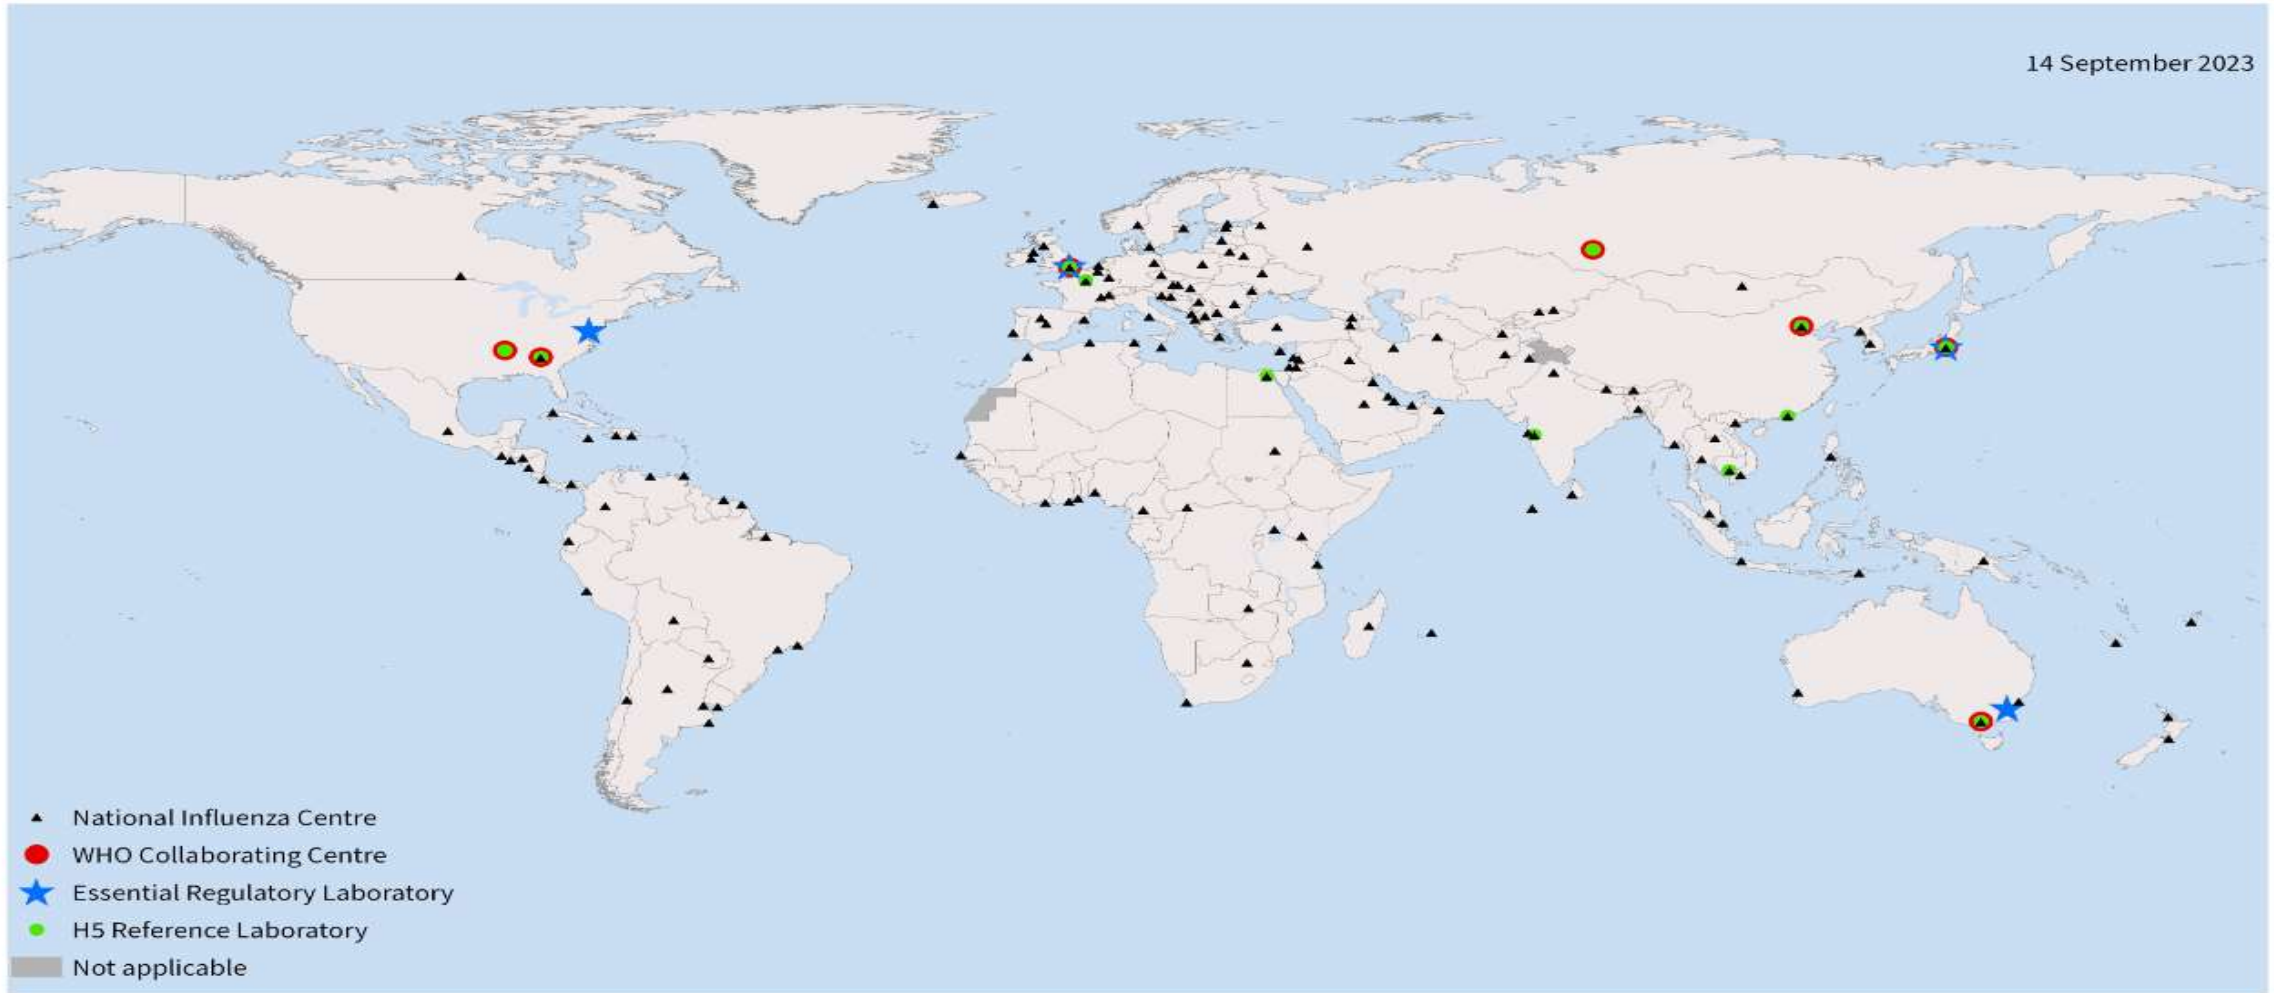 14 September 2023
National Influenza Centre
WHO Collaborating Centre
Essential Regulatory Laboratory
H5 Reference Laboratory
Not applicable